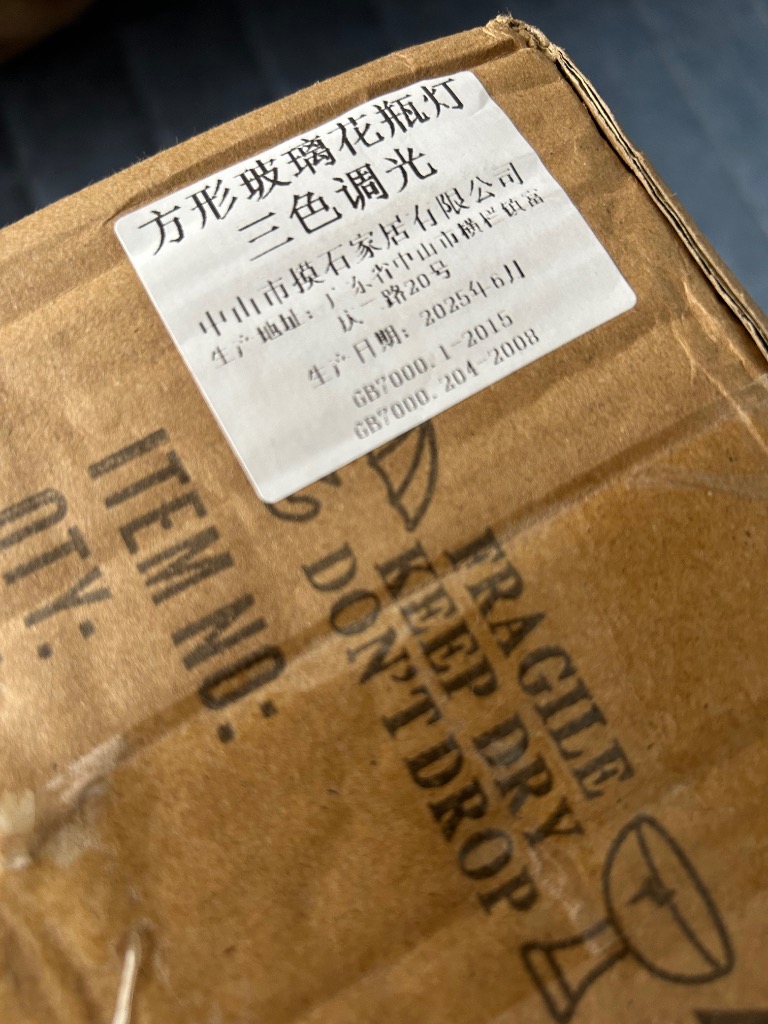 方形玻璃花瓶灯
三色调光
中山市摸石家居有限公司
生产地址：广东省中山市横栏镇富
庆一路20号
生产日期：2025年6月
GB7000.1-2015
GB7000.204-2008
FRAGILE
KEEP DRY
DON'T DROP
ITEM NO:
QTY: